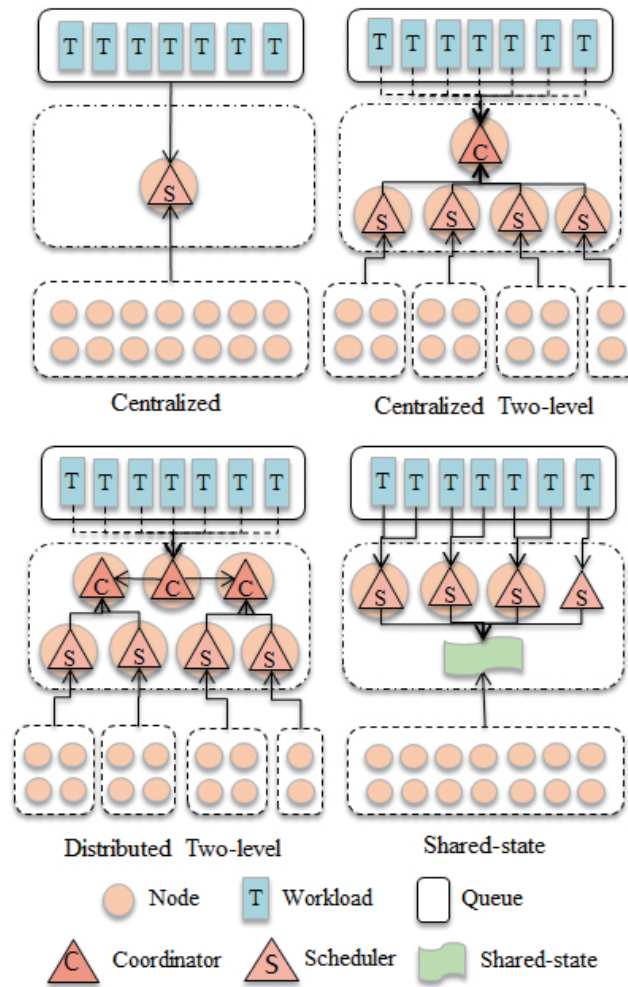 T T T T T T T
T T T T T T T
C
S
S S S S
Centralized
Centralized Two-level
T T T T T T T
T T T T T T T
C C C
S S S S
S S S S
Distributed Two-level
Shared-state
Node
T Workload
Queue
C Coordinator
S Scheduler
Shared-state